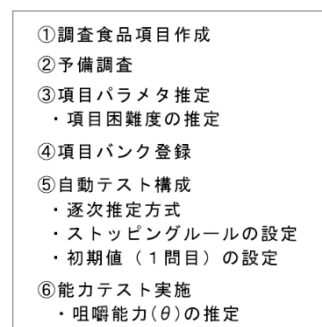 ①調査食品項目作成
②予備調査
③項目パラメタ推定
・項目困難度の推定
④項目バンク登録
⑤自動テスト構成
・逐次推定方式
・ストッピングルールの設定
・初期値（１問目）の設定
⑥能力テスト実施
・咀嚼能力(θ)の推定